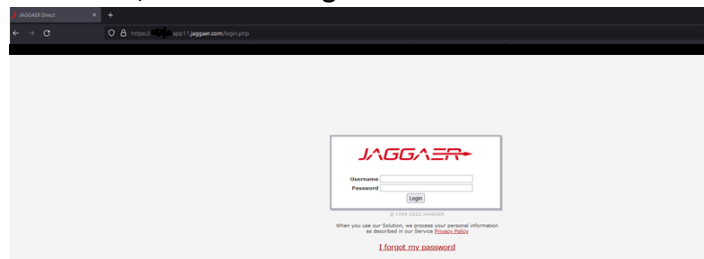 JAGGAER Direct
https:// app11.jaggaer.com/login.php
JAGGAER
Username
Password
Login
© 1999-2022 JAGGAER
When you use our Solution, we process your personal information
as described in our Service Privacy Policy
I forgot my password